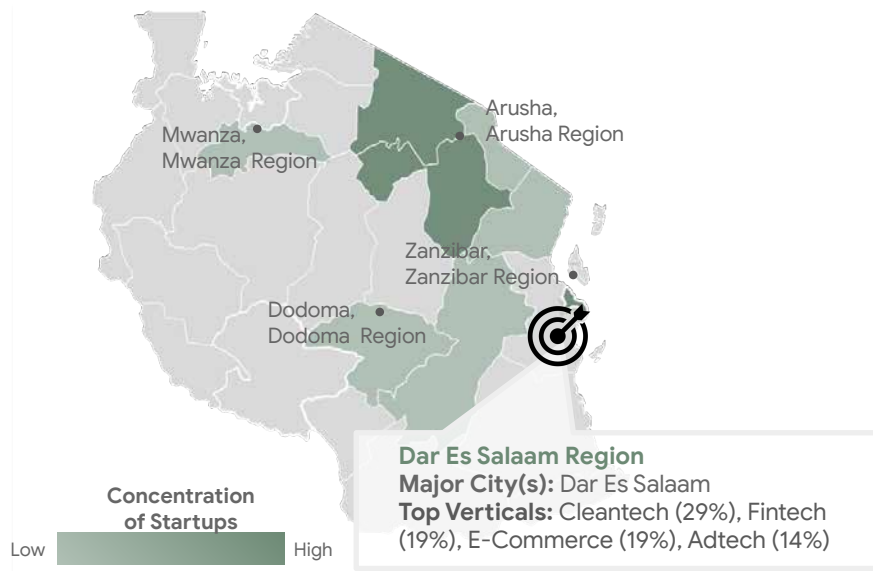 Arusha,
Arusha Region
Mwanza,
Mwanza Region
Zanzibar,
Zanzibar Region
Dodoma,
Dodoma Region
Dar Es Salaam Region
Major City(s): Dar Es Salaam
Top Verticals: Cleantech (29%), Fintech
(19%), E-Commerce (19%), Adtech (14%)
Concentration
of Startups
Low
High